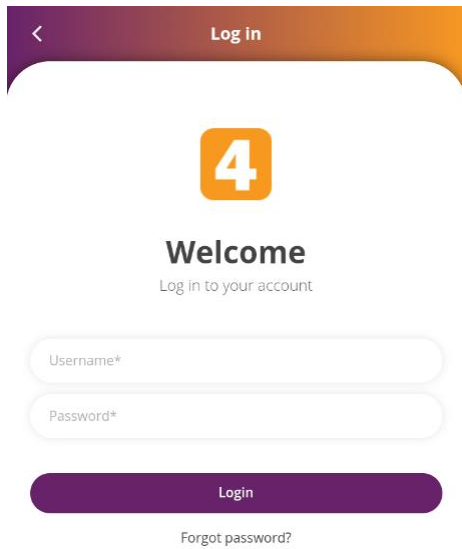 Log in
4
Welcome
Log in to your account
Username*
Password*
Login
Forgot password?